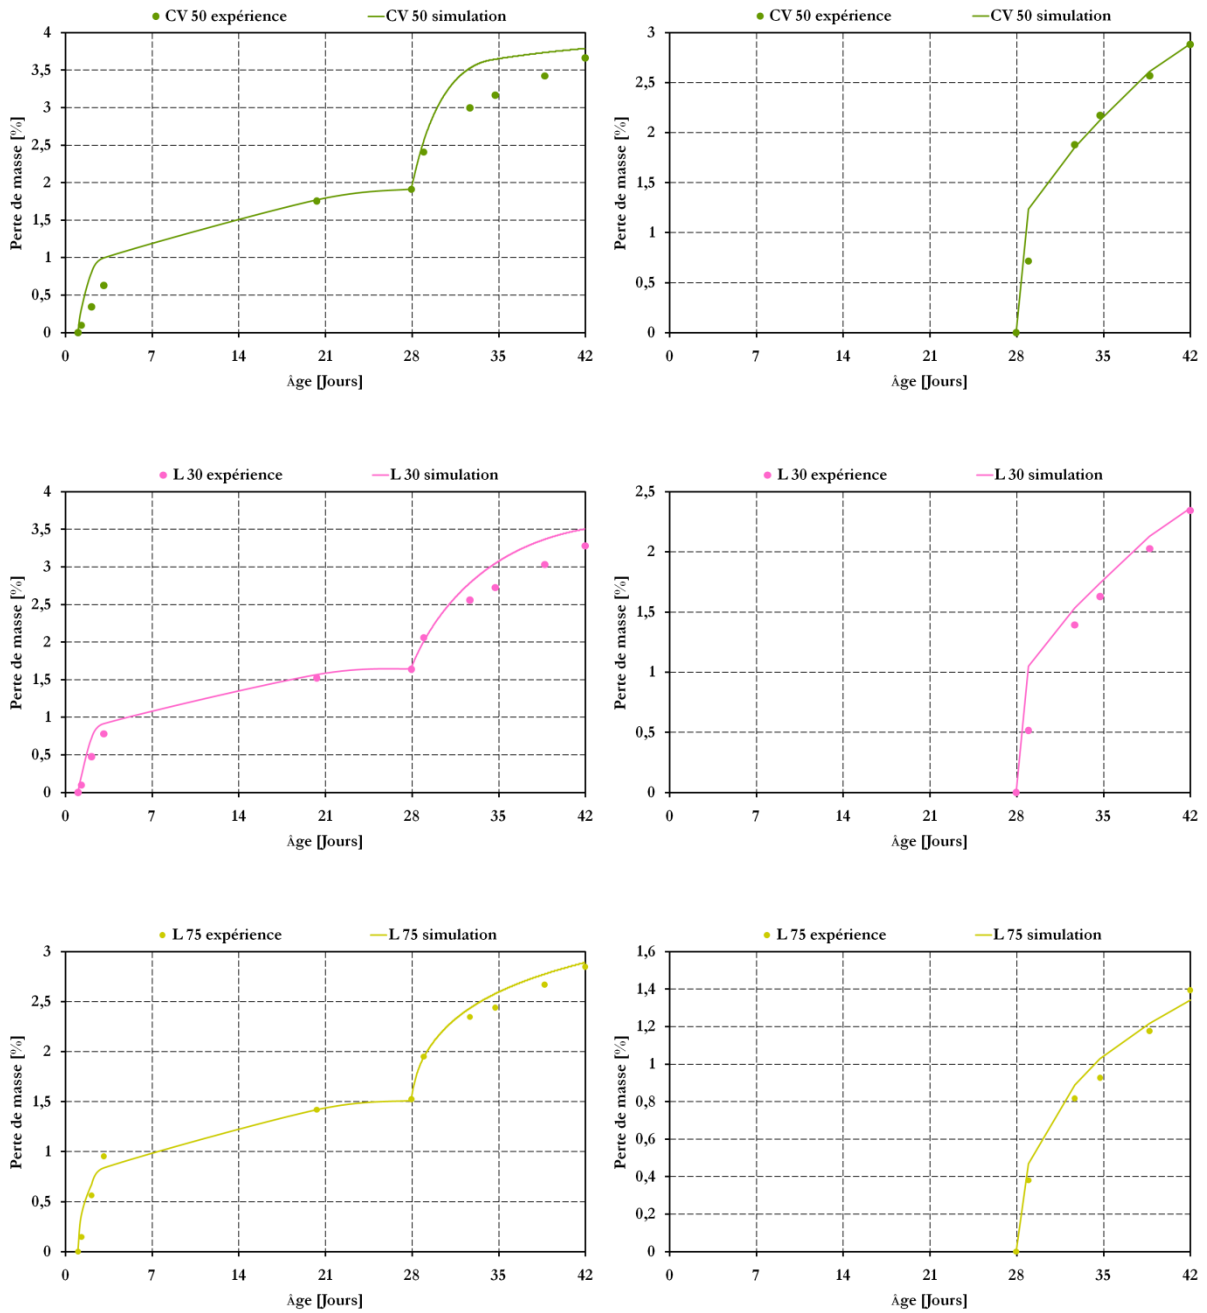 CV 50 expérience CV 50 simulation
4
3,5
3
2,5
2
1,5
1
0,5
0
Perte de masse [%]
0 7 14 21 28 35 42
Âge [Jours]
CV 50 expérience CV 50 simulation
3
2,5
2
1,5
1
0,5
0
Perte de masse [%]
0 7 14 21 28 35 42
Âge [Jours]
L 30 expérience L 30 simulation
4
3,5
3
2,5
2
1,5
1
0,5
0
Perte de masse [%]
0 7 14 21 28 35 42
Âge [Jours]
L 30 expérience L 30 simulation
2,5
2
1,5
1
0,5
0
Perte de masse [%]
0 7 14 21 28 35 42
Âge [Jours]
L 75 expérience L 75 simulation
3
2,5
2
1,5
1
0,5
0
Perte de masse [%]
0 7 14 21 28 35 42
Âge [Jours]
L 75 expérience L 75 simulation
1,6
1,4
1,2
1
0,8
0,6
0,4
0,2
0
Perte de masse [%]
0 7 14 21 28 35 42
Âge [Jours]